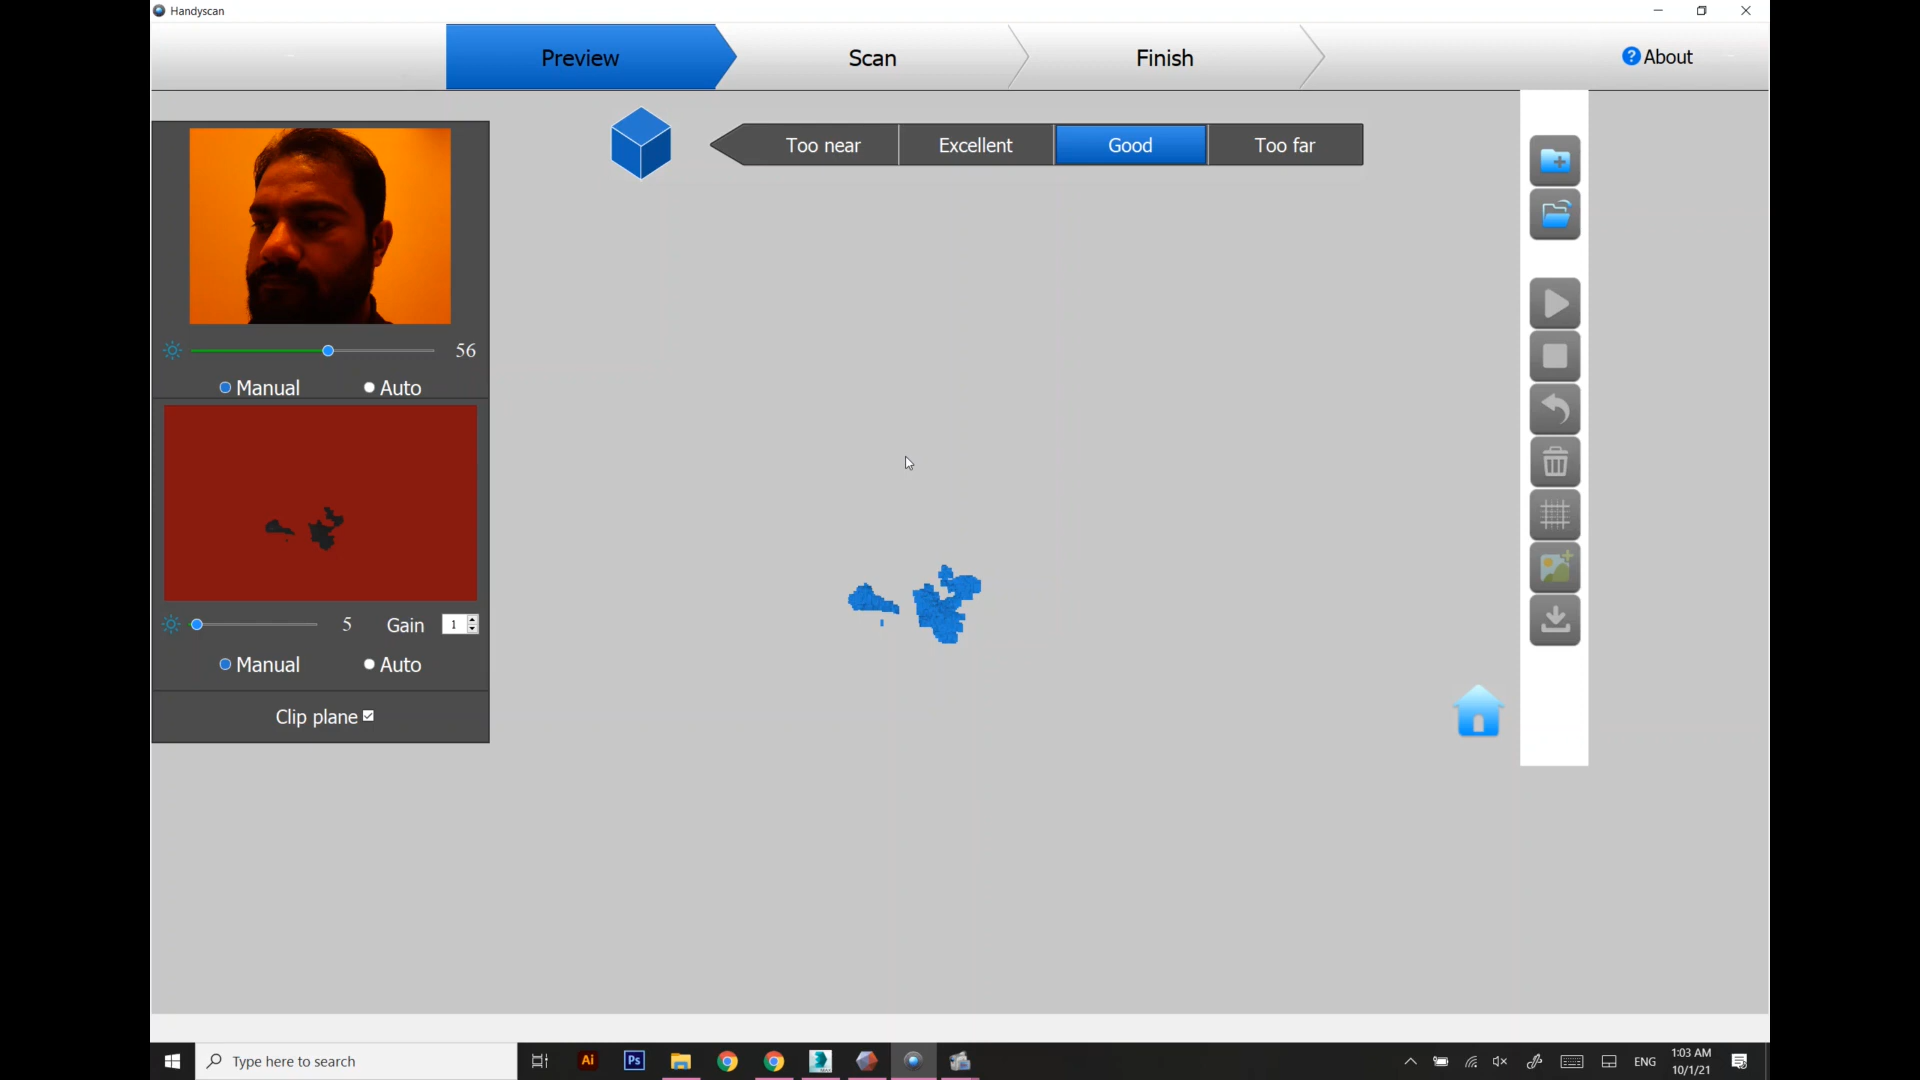 Handyscan
Preview
Scan
Finish
? About
Too near
Excellent
Good
Too far
56
Manual
Auto
5
Gain
1
Manual
Auto
Clip plane
Type here to search
Ai
Ps
ENG
1:03 AM
10/1/21